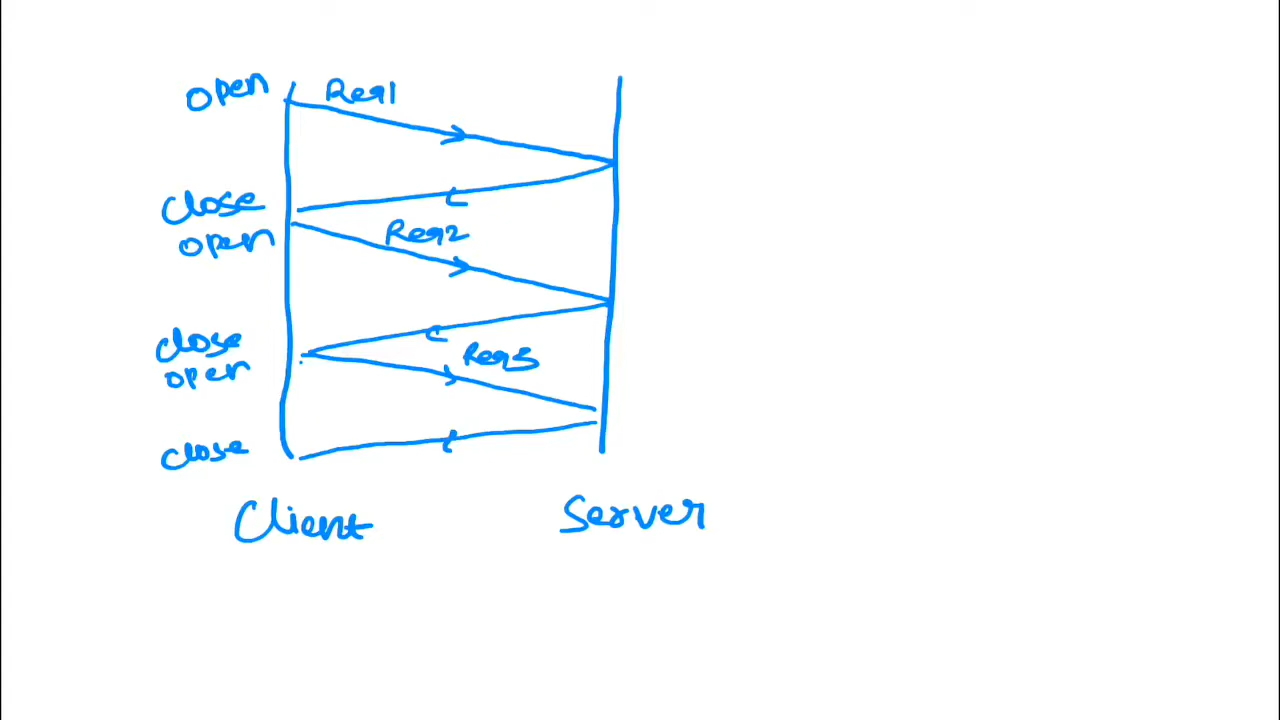 open
Req1
close
open
Req2
close
open
Req3
close
Client
Server